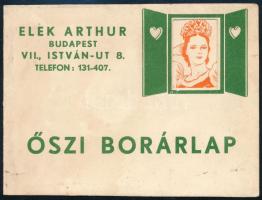 ELEK ARTHUR
BUDAPEST
VII., ISTVÁN-UT 8.
TELEFON: 131-407.
ŐSZI BORÁRLAP